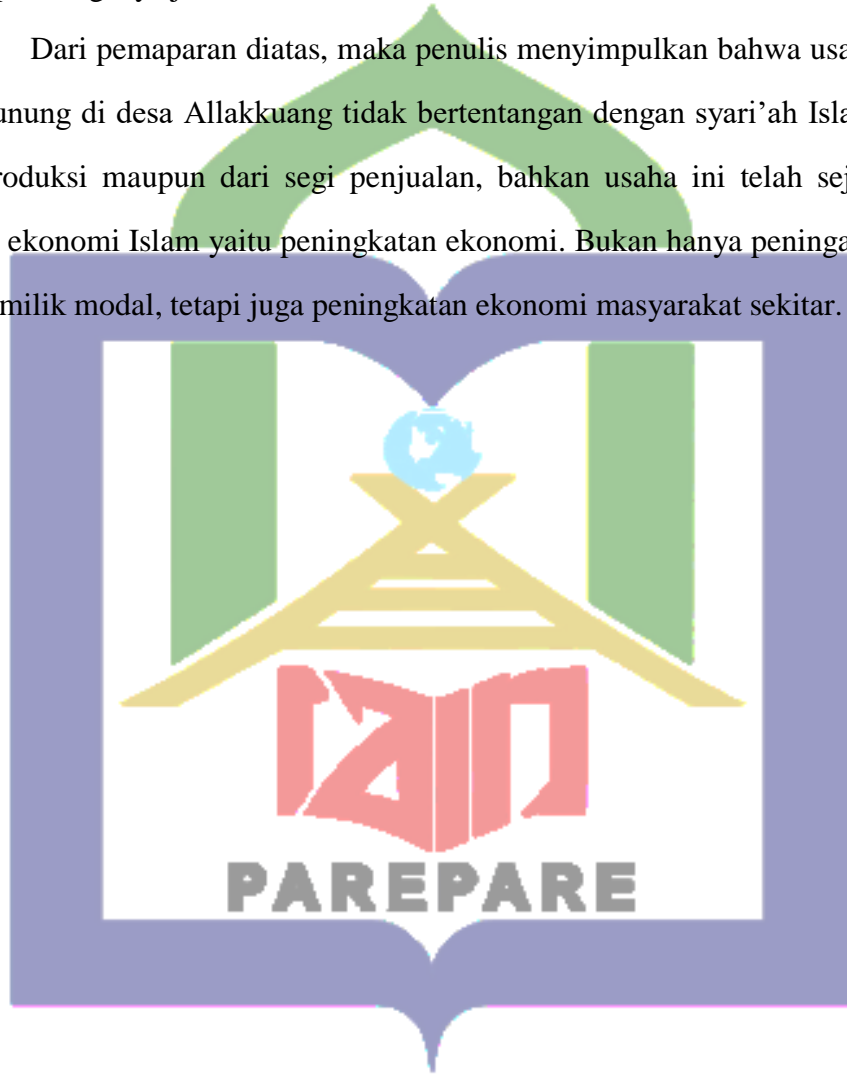 Dari pemaparan diatas, maka penulis menyimpulkan bahwa usa
unung di desa Allakkuang tidak bertentangan dengan syari’ah Isla
roduksi maupun dari segi penjualan, bahkan usaha ini telah sej
ekonomi Islam yaitu peningkatan ekonomi. Bukan hanya peninga
milik modal, tetapi juga peningkatan ekonomi masyarakat sekitar.
iain
PAREPARE